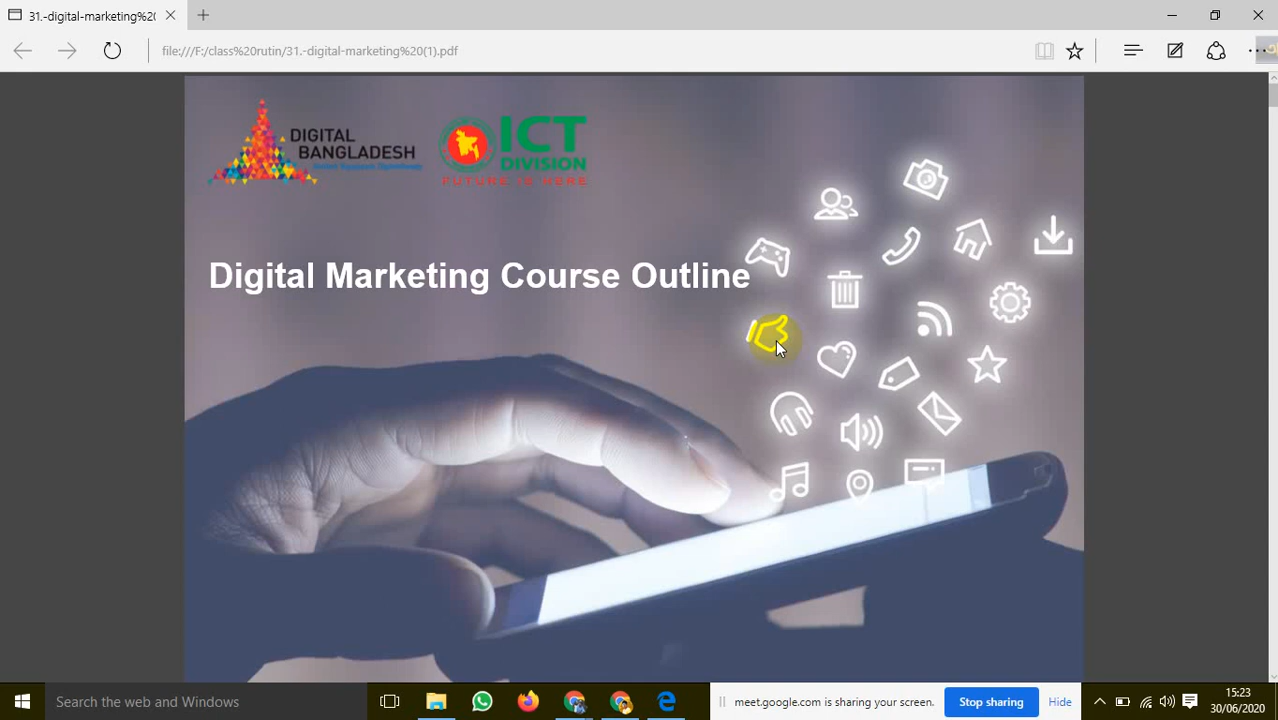 31.-digital-marketing%20(
file:///F:/class%20rutin/31.-digital-marketing%20(1).pdf
DIGITAL
BANGLADESH
ICT
DIVISION
FUTURE IS HERE
Digital Marketing Course Outline
Search the web and Windows
meet.google.com is sharing your screen.
Stop sharing
Hide
15:23
30/06/2020